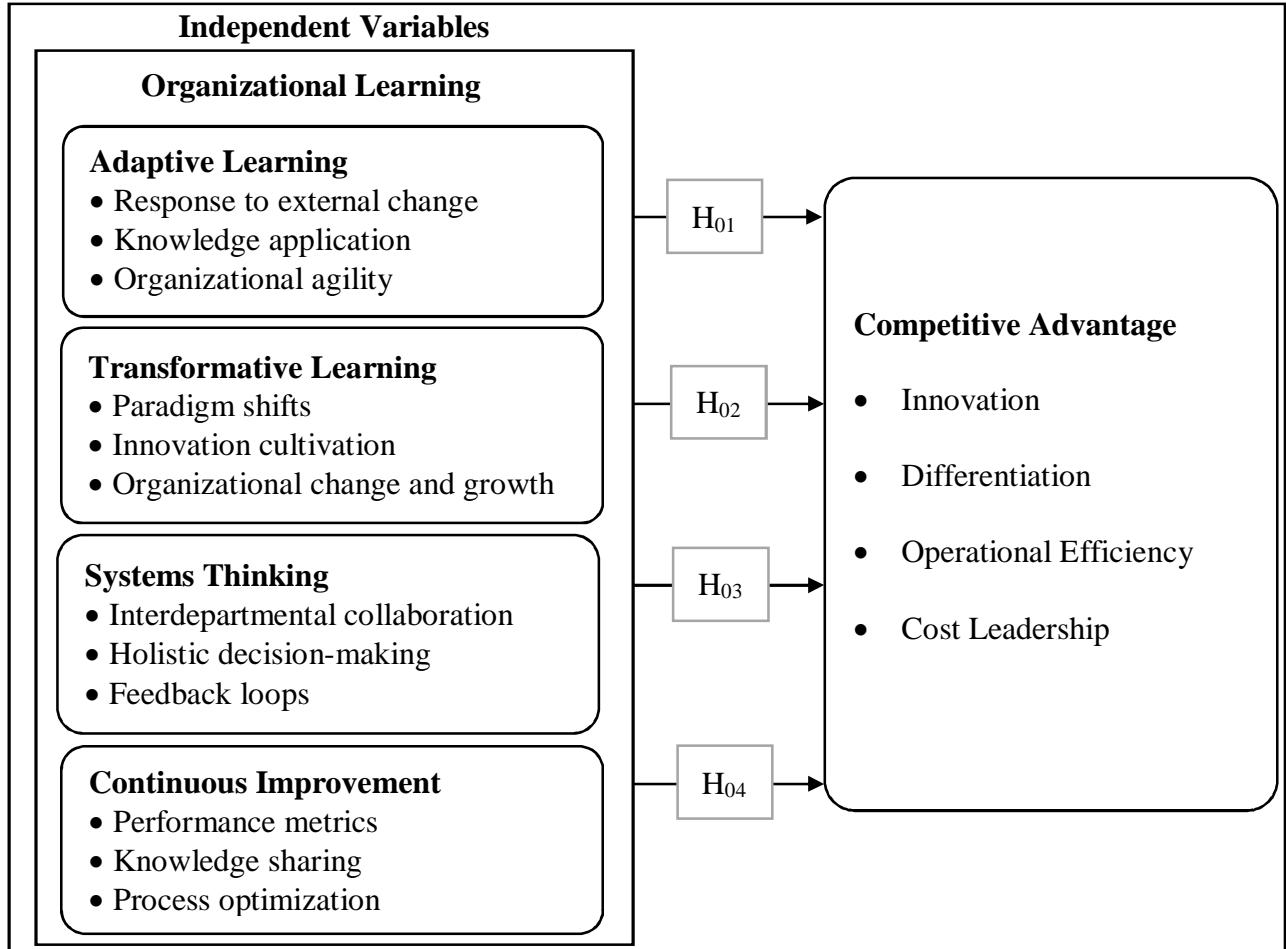 Independent Variables
Organizational Learning
Adaptive Learning
• Response to external change
• Knowledge application
• Organizational agility
Transformative Learning
• Paradigm shifts
• Innovation cultivation
• Organizational change and growth
Systems Thinking
• Interdepartmental collaboration
• Holistic decision-making
• Feedback loops
Continuous Improvement
• Performance metrics
• Knowledge sharing
• Process optimization
H₀₁
H₀₂
H₀₃
H₀₄
Competitive Advantage
• Innovation
• Differentiation
• Operational Efficiency
• Cost Leadership